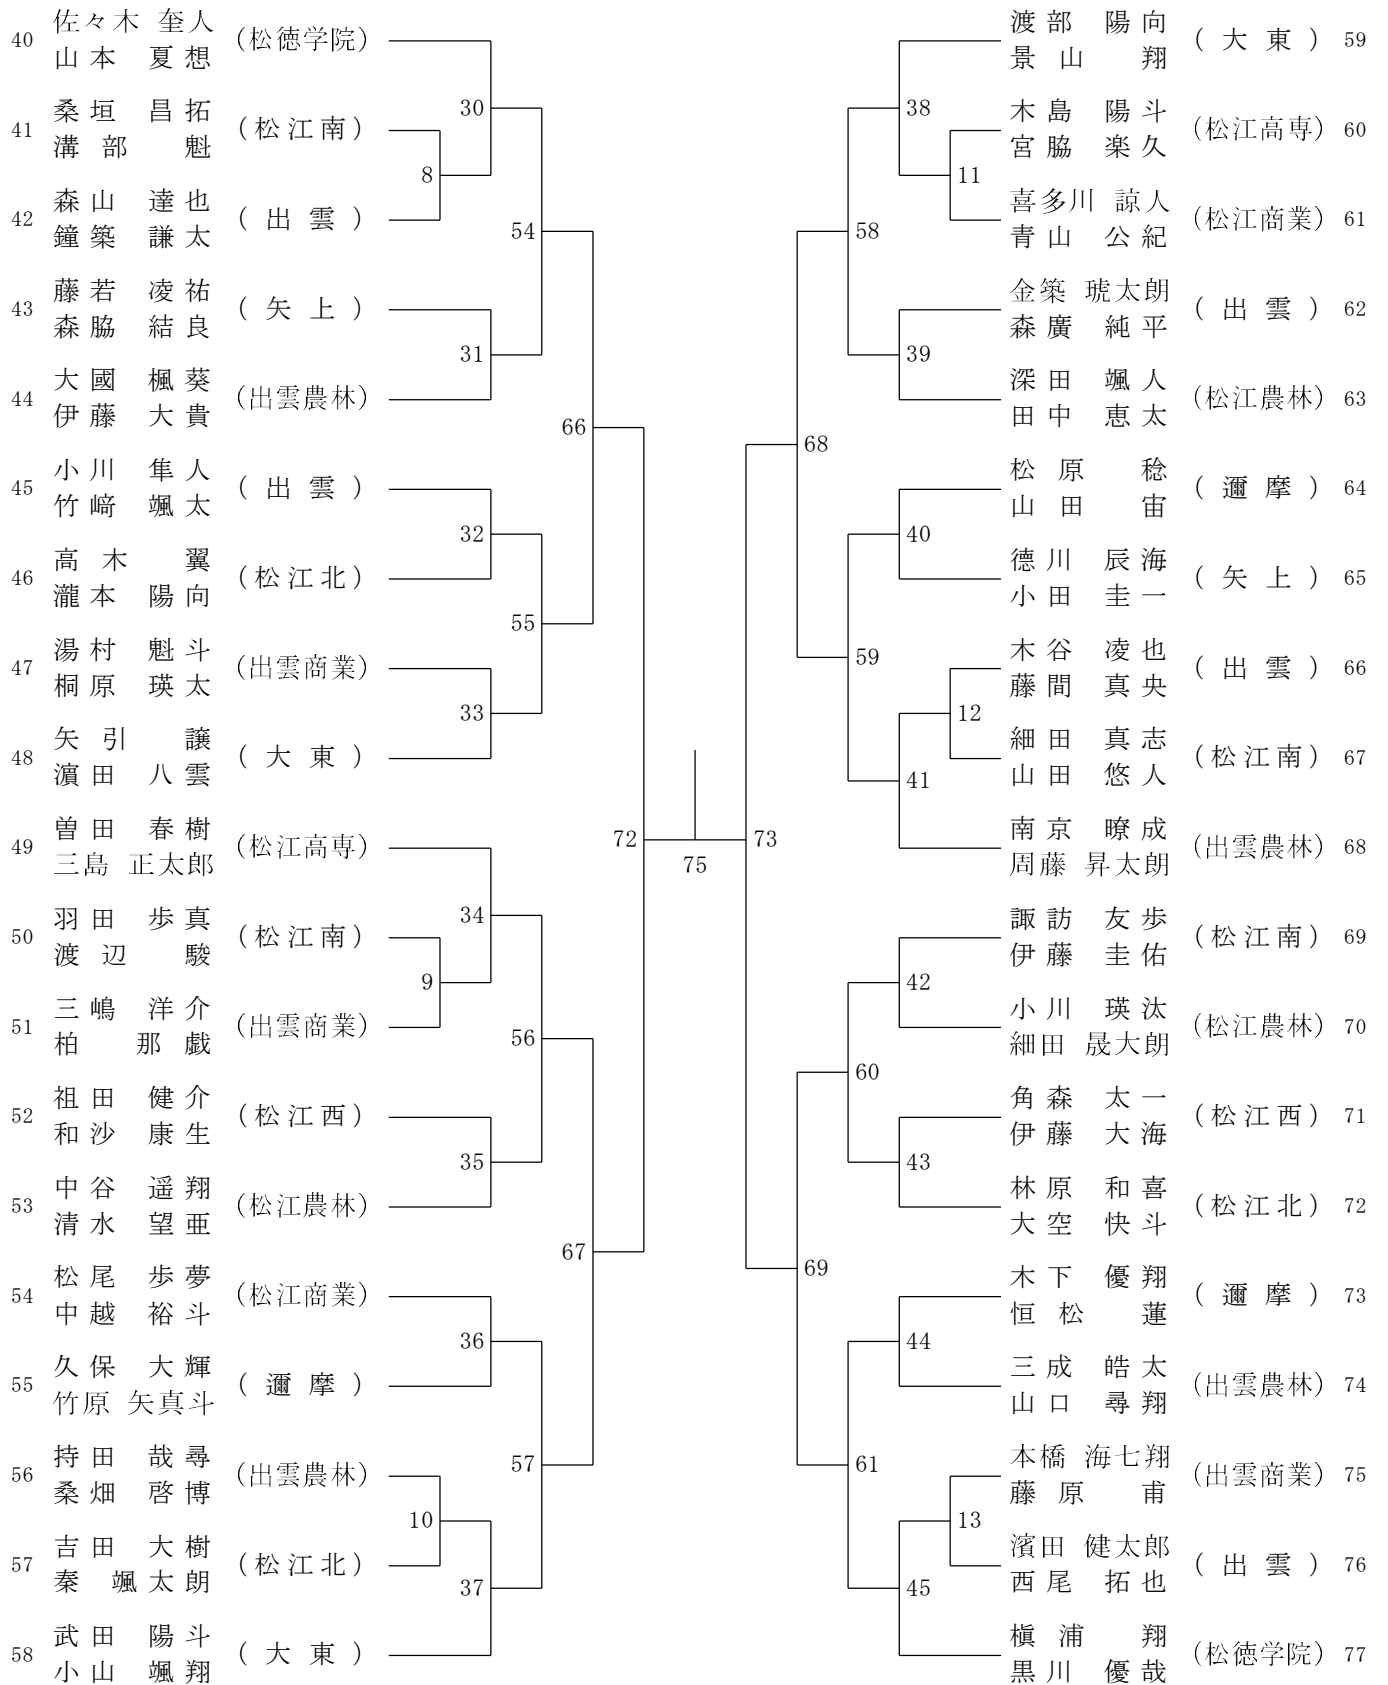 佐々木 奎人
40 (松徳学院)
山本 夏想
30
桑垣 昌拓
41 (松江南)
溝部 魁
8
森山 達也
42 (出雲)
鐘築 謙太
54
藤若 凌祐
43 (矢上)
森脇 結良
31
大國 楓葵
44 (出雲農林)
伊藤 大貴
66
小川 隼人
45 (出雲)
竹﨑 颯太
32
高木 翼
46 (松江北)
瀧本 陽向
55
湯村 魁斗
47 (出雲商業)
桐原 瑛太
33
矢引 譲
48 (大東)
濵田 八雲
72
75
73
曽田 春樹
49 (松江高専)
三島 正太郎
34
羽田 歩真
50 (松江南)
渡辺 駿
9
三嶋 洋介
51 (出雲商業)
柏 那戯
56
祖田 健介
52 (松江西)
和沙 康生
35
中谷 遥翔
53 (松江農林)
清水 望亜
67
松尾 歩夢
54 (松江商業)
中越 裕斗
36
久保 大輝
55 (邇摩)
竹原 矢真斗
57
持田 哉尋
56 (出雲農林)
桑畑 啓博
10
吉田 大樹
57 (松江北)
秦 颯太朗
37
武田 陽斗
58 (大東)
小山 颯翔
渡部 陽向
(大東) 59
景山 翔
38
木島 陽斗
(松江高専) 60
宮脇 楽久
11
喜多川 諒人
(松江商業) 61
青山 公紀
58
金築 琥太朗
(出雲) 62
森廣 純平
39
深田 颯人
(松江農林) 63
田中 恵太
68
松原 稔
(邇摩) 64
山田 宙
40
德川 辰海
(矢上) 65
小田 圭一
59
木谷 凌也
(出雲) 66
藤間 真央
12
細田 真志
(松江南) 67
山田 悠人
41
南京 暸成
(出雲農林) 68
周藤 昇太朗
諏訪 友歩
(松江南) 69
伊藤 圭佑
42
小川 瑛汰
(松江農林) 70
細田 晟大朗
60
角森 太一
(松江西) 71
伊藤 大海
43
林原 和喜
(松江北) 72
大空 快斗
69
木下 優翔
(邇摩) 73
恒松 蓮
44
三成 皓太
(出雲農林) 74
山口 尋翔
61
本橋 海七翔
(出雲商業) 75
藤原 甫
13
濱田 健太郎
(出雲) 76
西尾 拓也
45
槇浦 翔
(松徳学院) 77
黒川 優哉